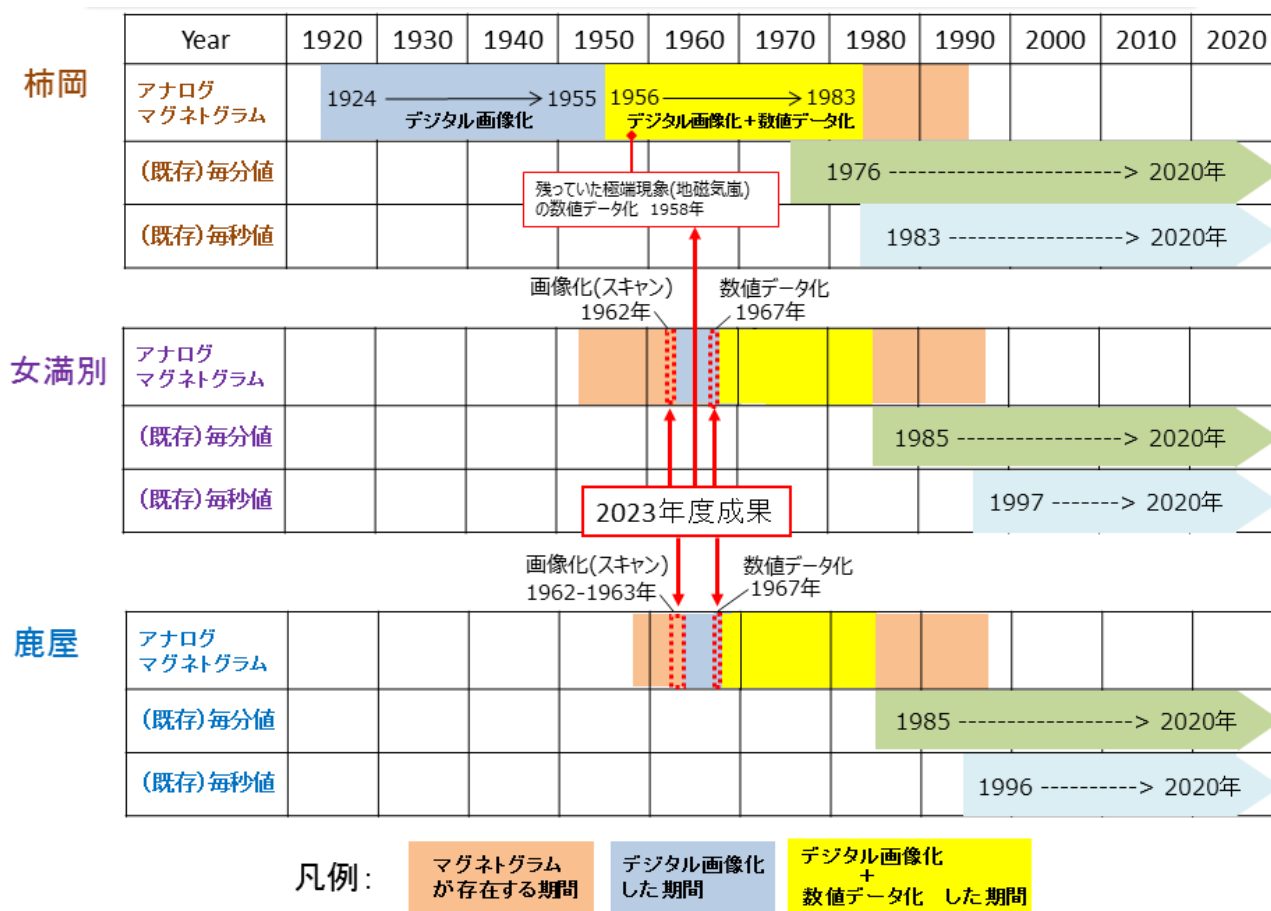 Year 1920 1930 1940 1950 1960 1970 1980 1990 2000 2010 2020
柿岡
アナログ
マグネトグラム
1924 1955 1956 1983
デジタル画像化 デジタル画像化+数値データ化
(既存)毎分値
1976 2020年
残っていた極端現象(地磁気嵐)
の数値データ化 1958年
(既存)毎秒値
1983 2020年
画像化(スキャン)
1962年
数値データ化
1967年
女満別
アナログ
マグネトグラム
(既存)毎分値
1985 2020年
(既存)毎秒値
1997 2020年
2023年度成果
画像化(スキャン)
1962-1963年
数値データ化
1967年
鹿屋
アナログ
マグネトグラム
(既存)毎分値
1985 2020年
(既存)毎秒値
1996 2020年
凡例:
マグネトグラム
が存在する期間
デジタル画像化
した期間
デジタル画像化
+
数値データ化 した期間